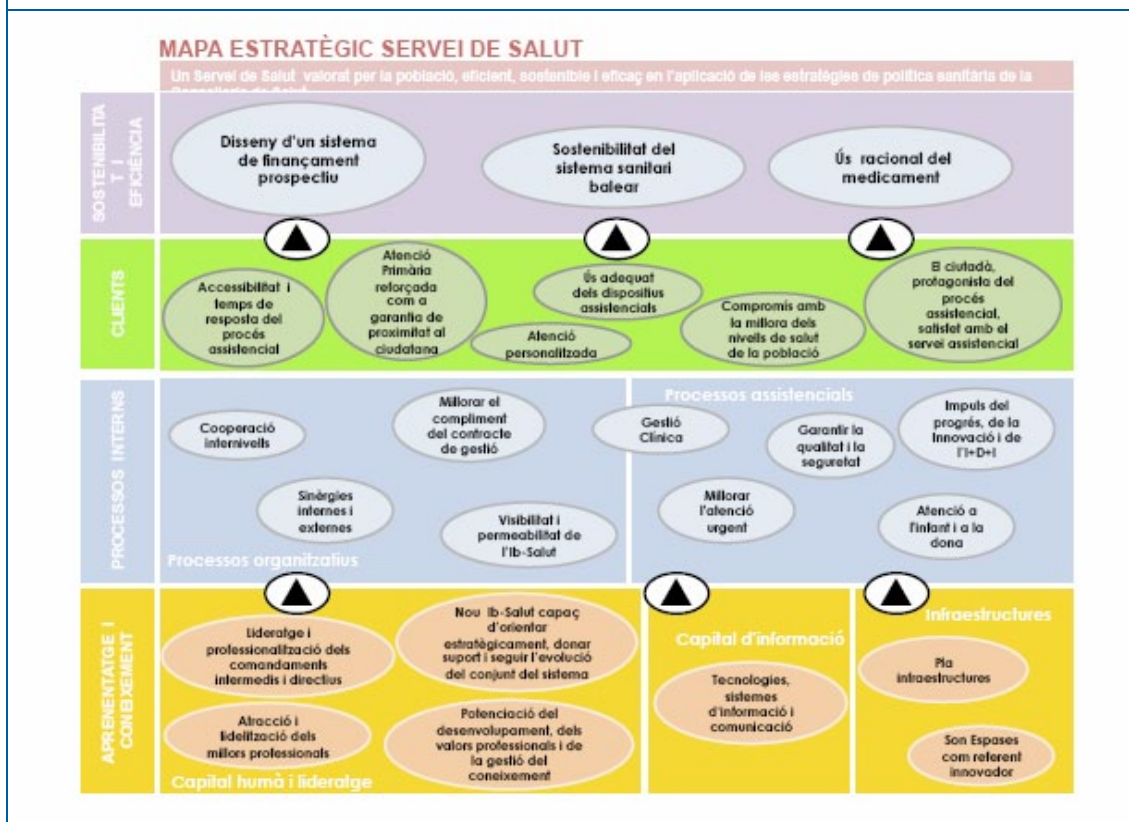 MAPA ESTRATÈGIC SERVEI DE SALUT
Un Servei de Salut valorat per la població, eficient, sostenible i eficaç en l'aplicació de les estratègies de política sanitària de la
Conselleria de Salut
SOSTENIBILITA
T I
EFICIÈNCIA
Disseny d'un sistema
de finançament
prospectiu
Sostenibilitat del
sistema sanitari
balear
Ús racional del
medicament
CLIENTS
Accessibilitat i
temps de
resposta del
procés
assistencial
Atenció
Primària
reforçada
com a
garantia de
proximitat al
ciudatana
Ús adequat
dels dispositius
assistencials
Atenció
personalitzada
Compromís amb
la millora dels
nivells de salut
de la població
El ciutadà,
protagonista del
procés
assistencial,
satisfet amb el
servei assistencial
PROCESSOS INTERNS
Cooperació
internivells
Millorar el
compliment
del contracte
de gestió
Sinèrgies
internes i
externes
Visibilitat i
permeabilitat de
l'Ib-Salut
Processos organitzatius
Processos assistencials
Gestió
Clínica
Garantir la
qualitat i la
seguretat
Impuls del
progrés, de la
Innovació i de
l'I+D+I
Millorar
l'atenció
urgent
Atenció a
l'infant i a la
dona
APRENENTATGE I
CONEIXEMENT
Lideratge i
professionalització dels
comandaments
intermedis i directius
Nou Ib-Salut capaç
d'orientar
estratègicament, donar
suport i seguir l'evolució
del conjunt del sistema
Atracció i
fidelització dels
millors professionals
Potenciació del
desenvolupament, dels
valors professionals i de
la gestió del
coneixement
Capital humà i lideratge
Capital d'informació
Tecnologies,
sistemes
d'informació i
comunicació
Infraestructures
Pla
infraestructures
Son Espases
com referent
innovador